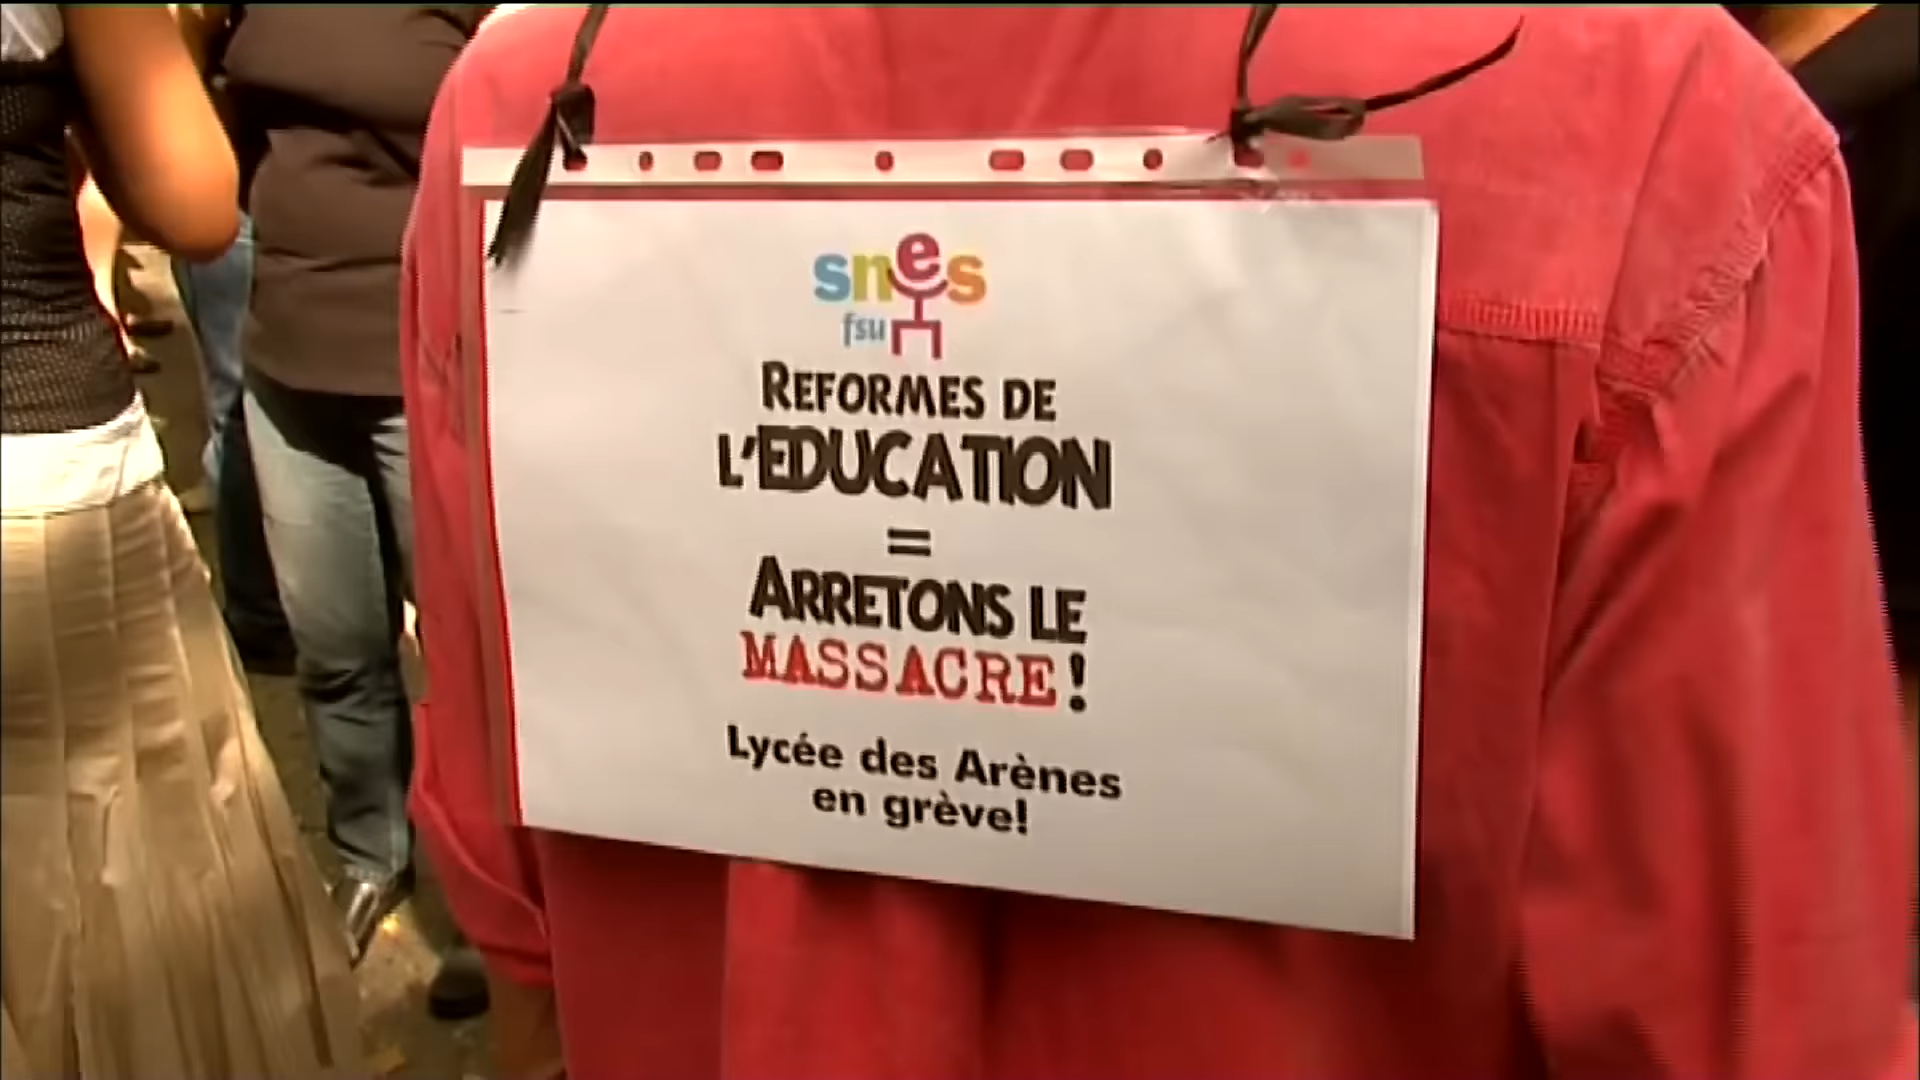 snes
fsu
REFORMES DE
L'EDUCATION
=
ARRETONS LE
MASSACRE!
Lycée des Arènes
en grève!